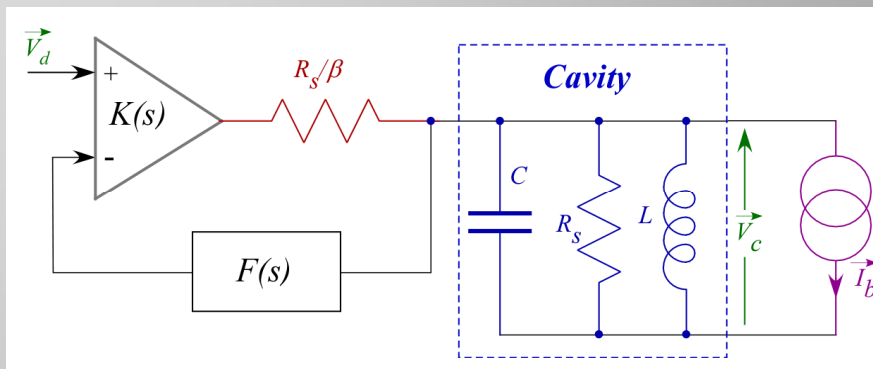 V_d
+
K(s)
-
R_s/β
F(s)
Cavity
C
R_s
L
V_c
I_b